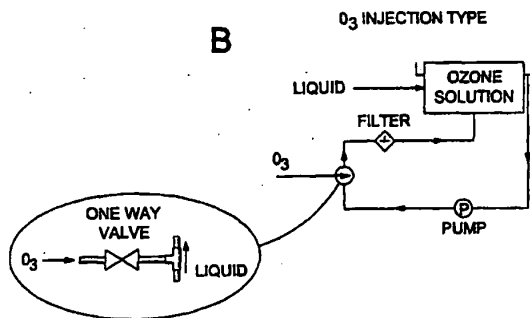 B
O₃ INJECTION TYPE
OZONE
SOLUTION
LIQUID
FILTER
O₃
P
PUMP
ONE WAY
VALVE
O₃
LIQUID